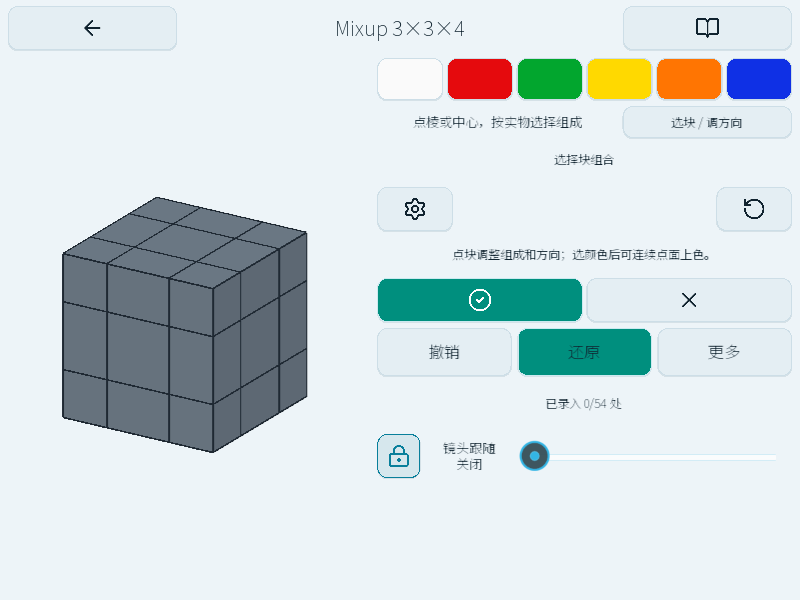 Mixup 3×3×4
点棱或中心，按实物选择组成
选块 / 调方向
选择块组合
点块调整组成和方向；选颜色后可连续点面上色。
撤销
还原
更多
已录入 0/54 处
镜头跟随
关闭